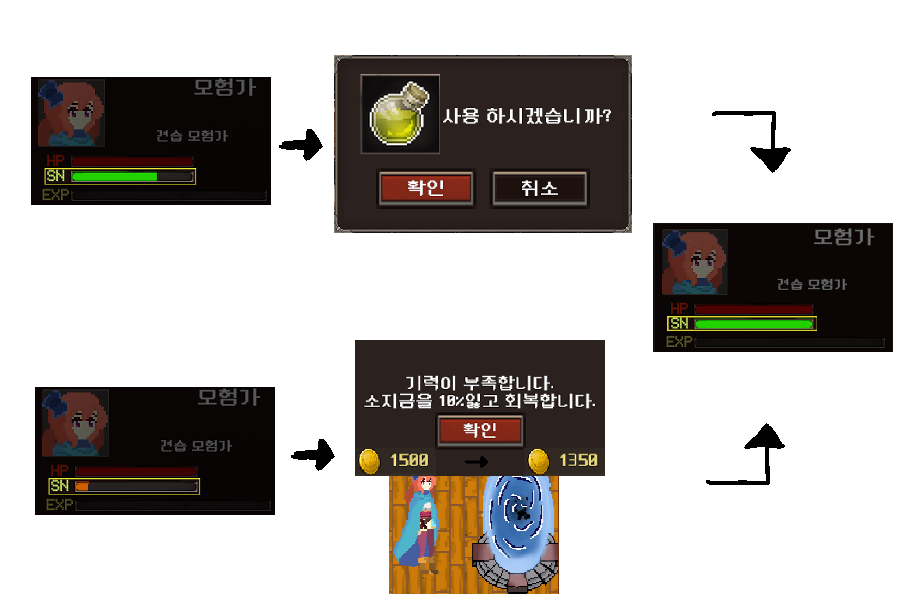 모험가
견습 모험가
HP
SN
EXP
사용 하시겠습니까?
확인
취소
모험가
견습 모험가
HP
SN
EXP
모험가
견습 모험가
HP
SN
EXP
기력이 부족합니다.
소지금을 10%잃고 회복합니다.
확인
1500
1350